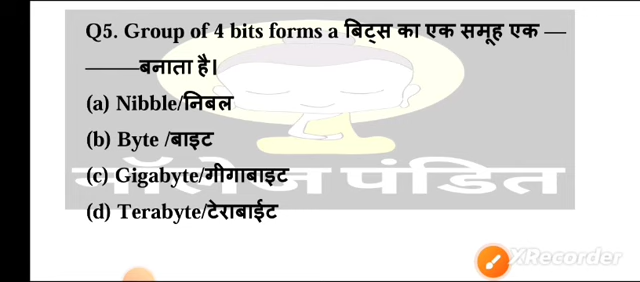 Q5. Group of 4 bits forms a बिट्स का एक समूह एक —
———बनाता है।
(a) Nibble/निबल
(b) Byte /बाइट
(c) Gigabyte/गीगाबाइट
(d) Terabyte/टेराबाईट
नॉलेज पंडित
XRecorder